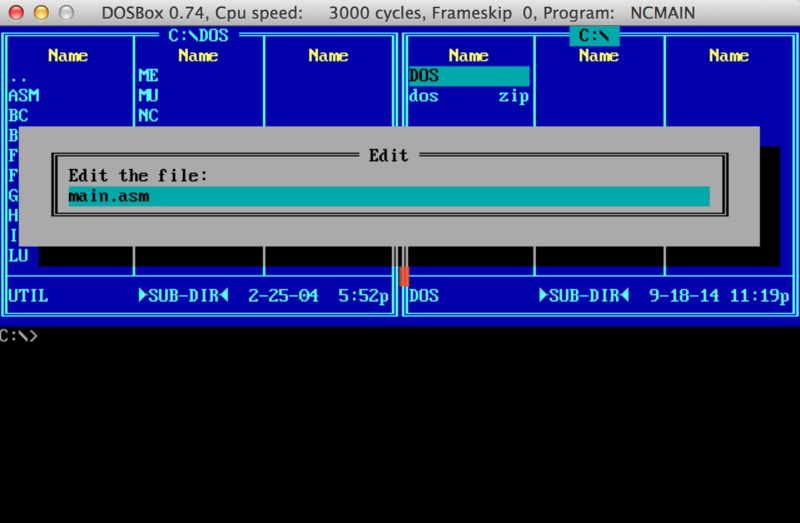 DOSBox 0.74, Cpu speed: 3000 cycles, Frameskip 0, Program: NCMAIN
C:\DOS
C:\
Name Name Name Name Name Name
.. ME DOS
ASM MU dos zip
BC NC
B
F
F
G
H
I
LU
Edit
Edit the file:
main.asm
UTIL ►SUB-DIR◄ 2-25-04 5:52p DOS ►SUB-DIR◄ 9-18-14 11:19p
C:\>